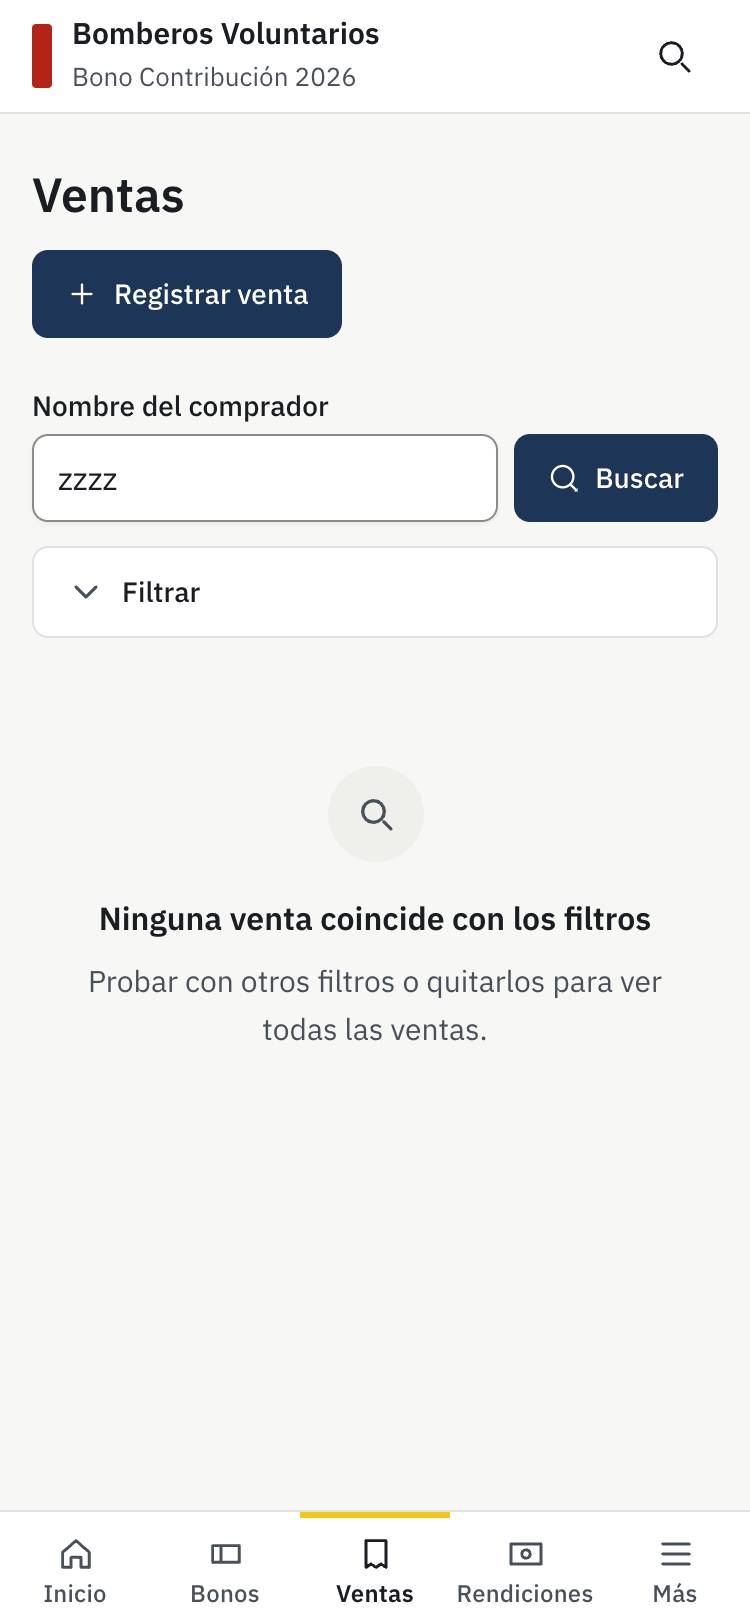 Bomberos Voluntarios
Bono Contribución 2026
Ventas
Registrar venta
Nombre del comprador
zzzz
Buscar
Filtrar
Ninguna venta coincide con los filtros
Probar con otros filtros o quitarlos para ver
todas las ventas.
Inicio
Bonos
Ventas
Rendiciones
Más